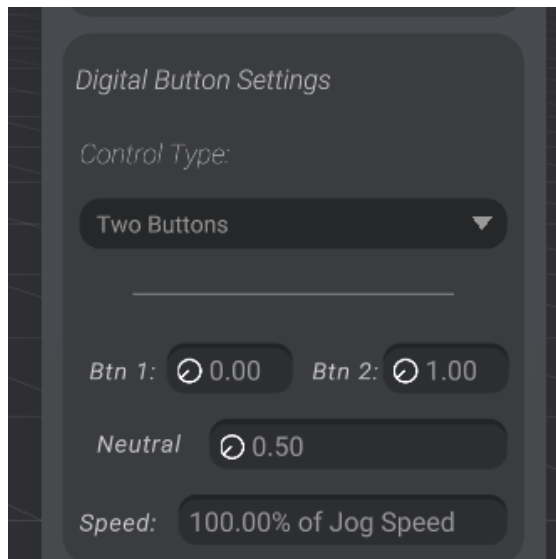 Digital Button Settings
Control Type:
Two Buttons
Btn 1: 0.00 Btn 2: 1.00
Neutral 0.50
Speed: 100.00% of Jog Speed